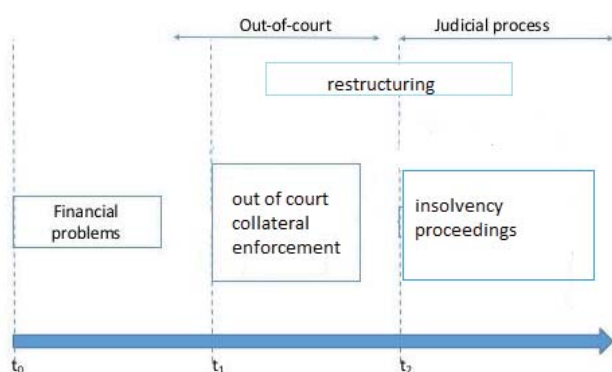 Out-of-court
Judicial process
restructuring
Financial
problems
out of court
collateral
enforcement
insolvency
proceedings
t₀
t₁
t₂